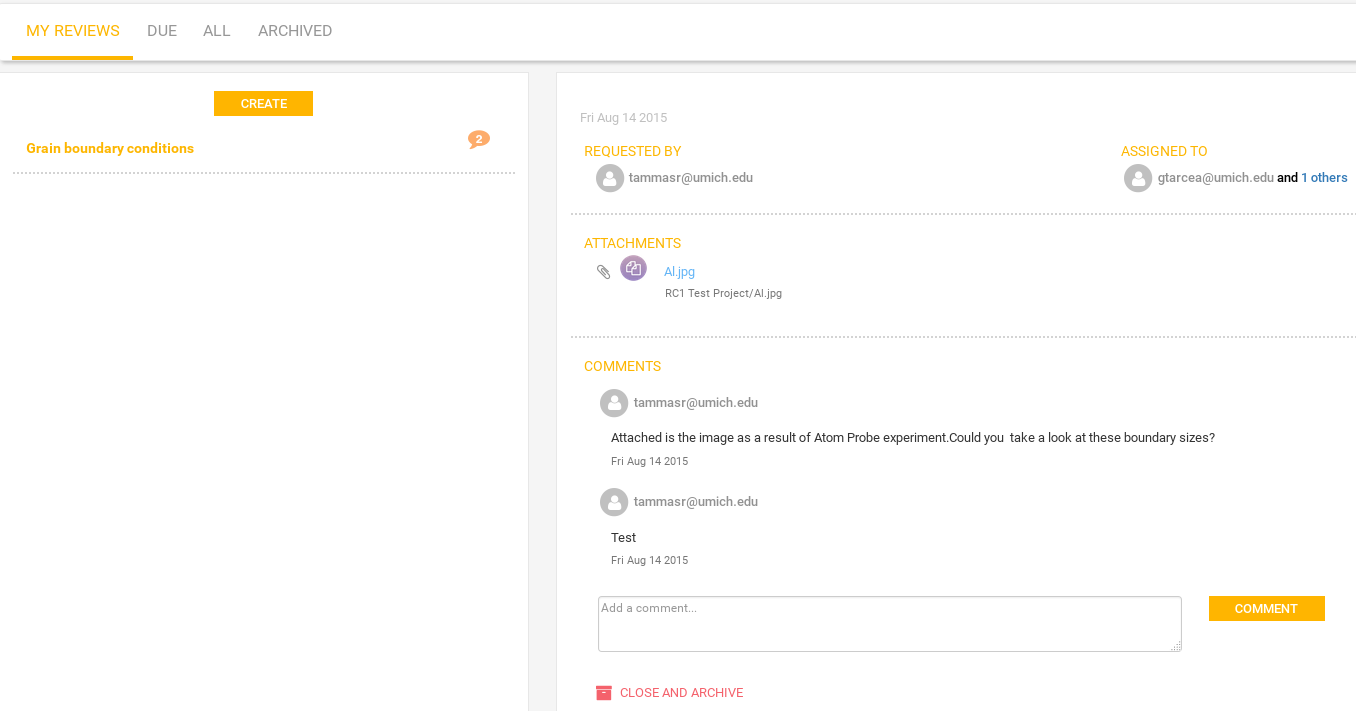 MY REVIEWS DUE ALL ARCHIVED
CREATE
Grain boundary conditions 2
Fri Aug 14 2015
REQUESTED BY ASSIGNED TO
tammasr@umich.edu gtarcea@umich.edu and 1 others
ATTACHMENTS
Al.jpg
RC1 Test Project/Al.jpg
COMMENTS
tammasr@umich.edu
Attached is the image as a result of Atom Probe experiment.Could you  take a look at these boundary sizes?
Fri Aug 14 2015
tammasr@umich.edu
Test
Fri Aug 14 2015
Add a comment... COMMENT
CLOSE AND ARCHIVE